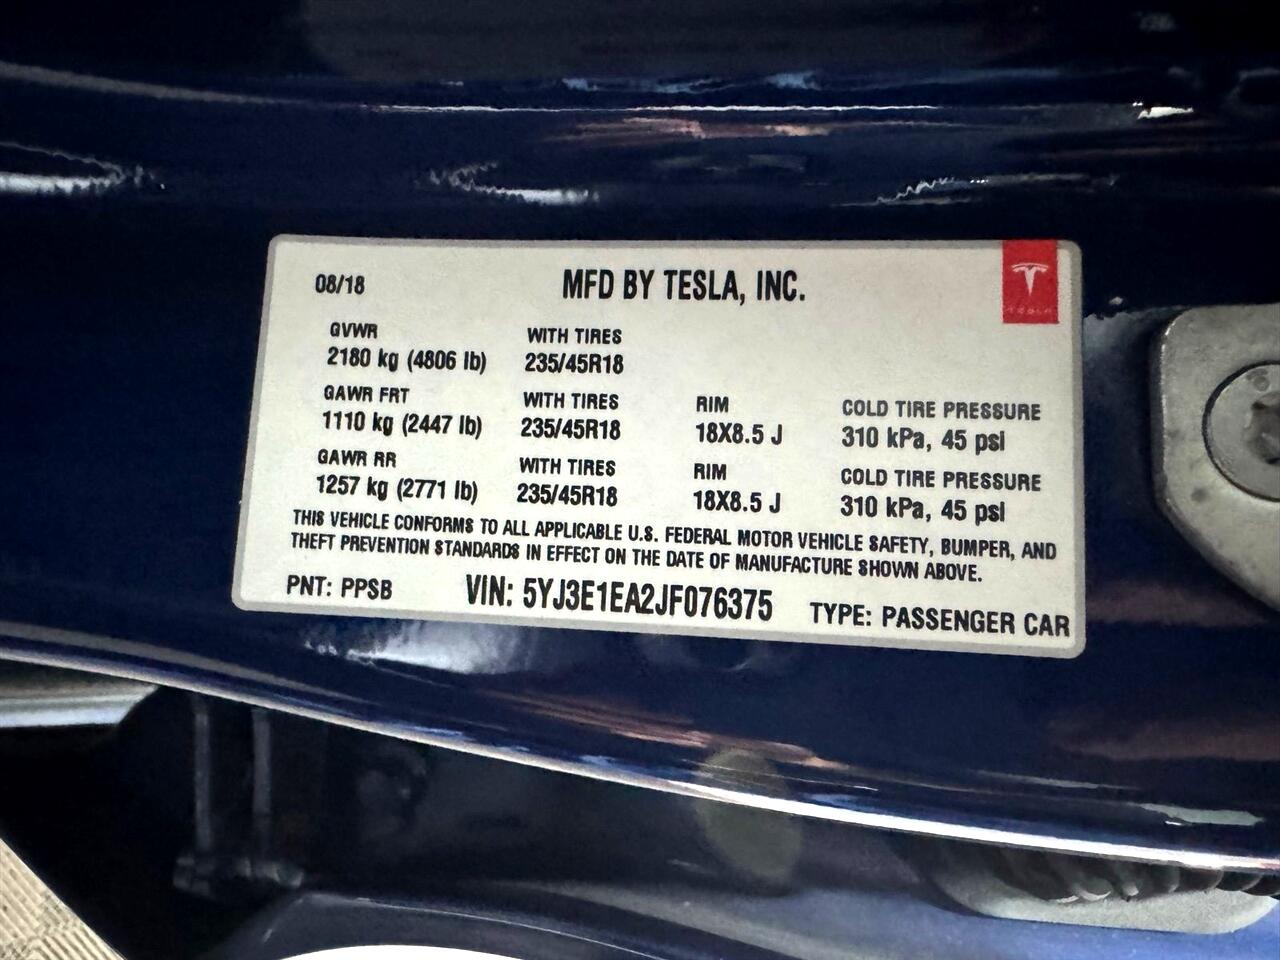 08/18 MFD BY TESLA, INC.
TESLA
GVWR WITH TIRES
2180 kg (4806 lb) 235/45R18
GAWR FRT WITH TIRES RIM COLD TIRE PRESSURE
1110 kg (2447 lb) 235/45R18 18X8.5 J 310 kPa, 45 psi
GAWR RR WITH TIRES RIM COLD TIRE PRESSURE
1257 kg (2771 lb) 235/45R18 18X8.5 J 310 kPa, 45 psi
THIS VEHICLE CONFORMS TO ALL APPLICABLE U.S. FEDERAL MOTOR VEHICLE SAFETY, BUMPER, AND
THEFT PREVENTION STANDARDS IN EFFECT ON THE DATE OF MANUFACTURE SHOWN ABOVE.
PNT: PPSB VIN: 5YJ3E1EA2JF076375 TYPE: PASSENGER CAR